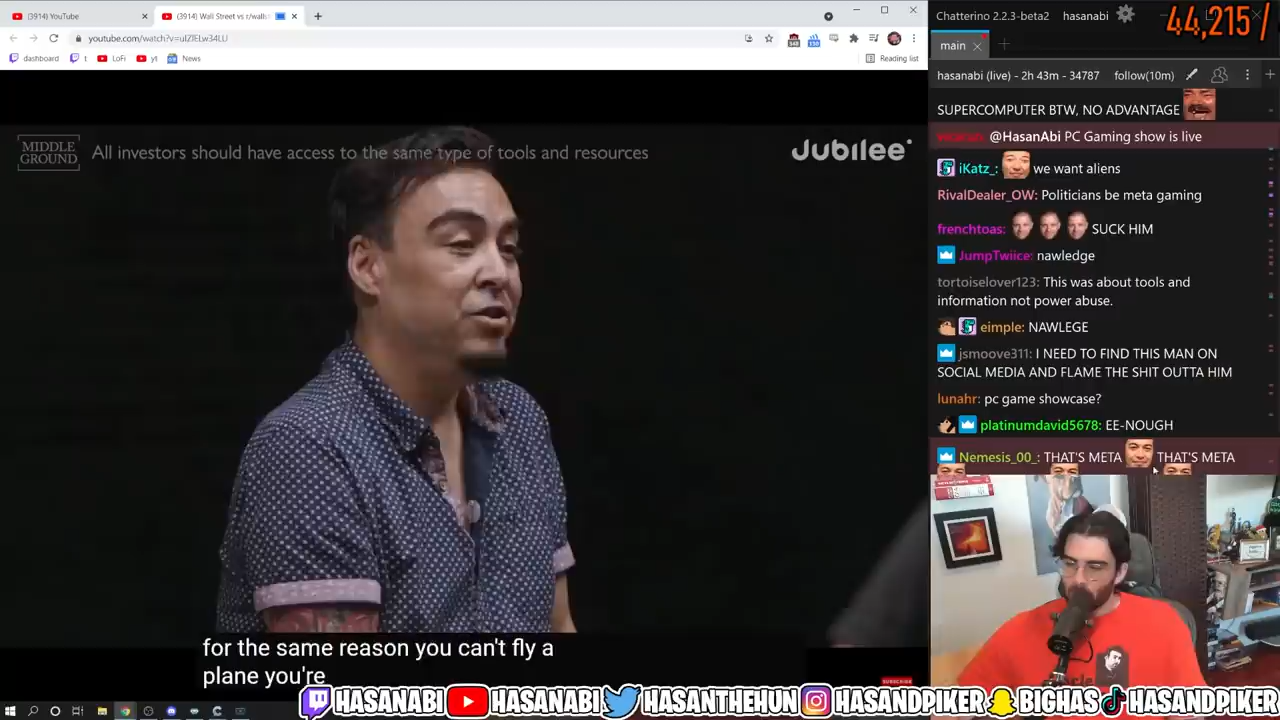 (3914) YouTube
(3914) Wall Street vs r/walls
youtube.com/watch?v=
dashboard
t
LoFi
yt
News
Reading list
MIDDLE
GROUND
All investors should have access to the same type of tools and resources
Jubilee
for the same reason you can't fly a
plane you're
SUBSCRIBE
Chatterino 2.2.3-beta2
hasanabi
44,215 /
main
hasanabi (live) - 2h 43m - 34787
follow(10m)
SUPERCOMPUTER BTW, NO ADVANTAGE
@HasanAbi PC Gaming show is live
iKatz_: we want aliens
RivalDealer_OW: Politicians be meta gaming
frenchtoas: SUCK HIM
JumpTwiice: nawledge
tortoiselover123: This was about tools and
information not power abuse.
eimple: NAWLEGE
jsmoove311: I NEED TO FIND THIS MAN ON
SOCIAL MEDIA AND FLAME THE SHIT OUTTA HIM
lunahr: pc game showcase?
platinumdavid5678: EE-NOUGH
Nemesis_00_: THAT'S META THAT'S META
HASANABI HASANABI HASANTHEHUN HASANDPIKER BIGHAS HASANDPIKER